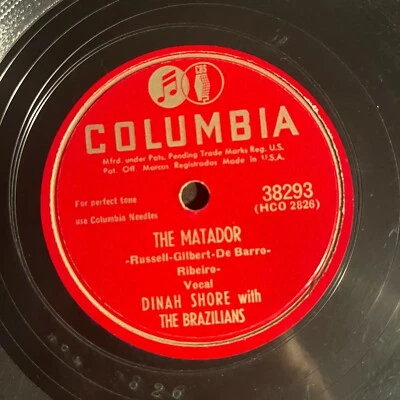 CBS
COLUMBIA
Mfrd. under Pats. Pending Trade Marks Reg. U.S.
Pat. Off. Marcas Registradas Made in U.S.A.
For perfect tone
use Columbia Needles
38293
(HCO 2826)
THE MATADOR
-Russell-Gilbert-De Barro-
Ribeiro-
Vocal
DINAH SHORE with
THE BRAZILIANS